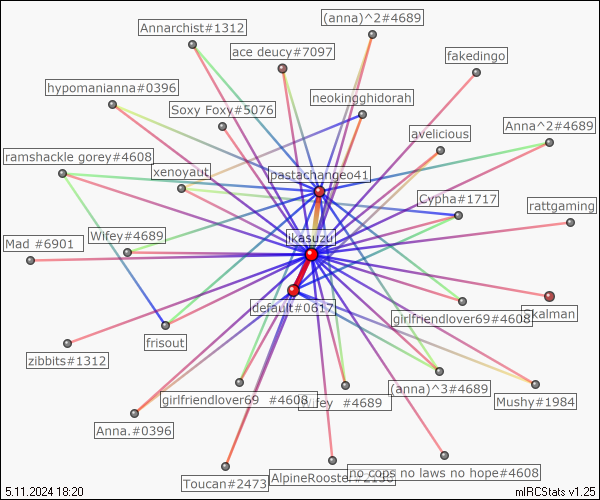 (anna)^2#4689
Annarchist#1312
ace deucy#7097
fakedingo
hypomanianna#0396
neokingghidorah
Soxy Foxy#5076
Anna^2#4689
avelicious
ramshackle gorey#4608
xenoyaut
pastachangeo41
Cypha#1717
rattgaming
Wifey#4689
ikasuzu
Mad #6901
default#0617
Skalman
girlfriendlover69#4608
frisout
zibbits#1312
(anna)^3#4689
girlfriendlover69 #4608
Wifey #4689
Mushy#1984
Anna.#0396
no cops no laws no hope#4608
AlpineRooster#2158
Toucan#2473
5.11.2024 18:20
mIRCStats v1.25